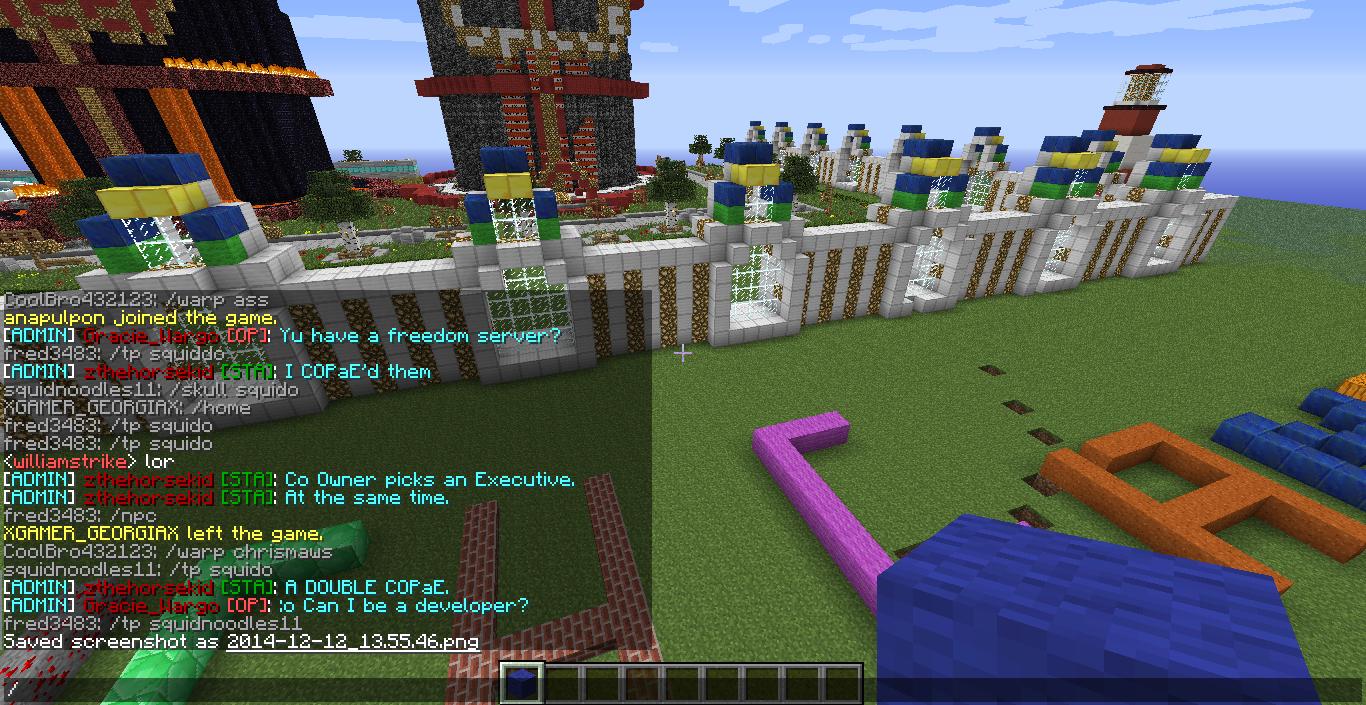 CoolBro432123: /warp ass
anapulpon joined the game.
[ADMIN] Gracie_Wargo [OP]: Yu have a freedom server?
fred3483: /tp squiddo
[ADMIN] zthehorsekid [STA]: I COPaE'd them
squidnoodles11: /skull squido
XGAMER_GEORGIAX: /home
fred3483: /tp squido
fred3483: /tp squido
<williamstrike> lor
[ADMIN] zthehorsekid [STA]: Co Owner picks an Executive.
[ADMIN] zthehorsekid [STA]: At the same time.
fred3483: /npc
XGAMER_GEORGIAX left the game.
CoolBro432123: /warp chrismaws
squidnoodles11: /tp squido
[ADMIN] zthehorsekid [STA]: A DOUBLE COPaE.
[ADMIN] Gracie_Wargo [OP]: :o Can I be a developer?
fred3483: /tp squidnoodles11
Saved screenshot as 2014-12-12_13.55.46.png
/